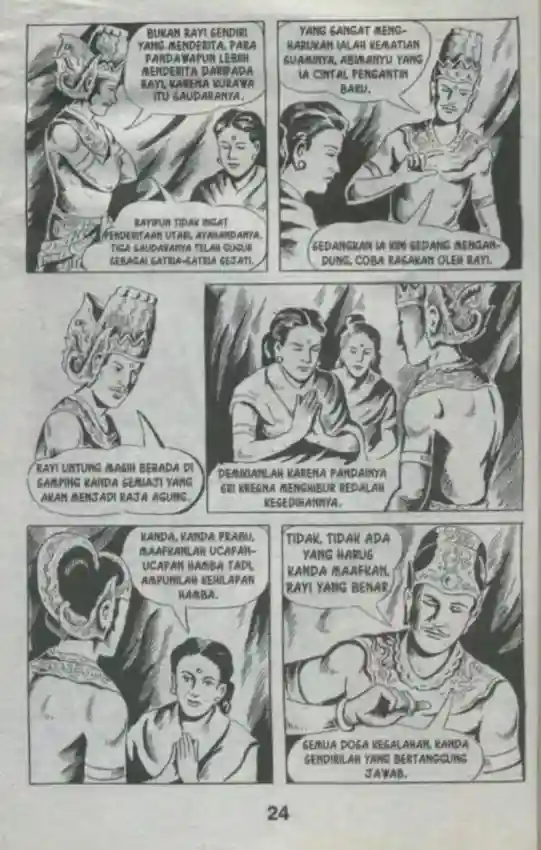 BUKAN RAYI SENDIRI
YANG MENDERITA, PARA
PANDAWAPUN LEBIH
MENDERITA DARIPADA
RAYI, KARENA KURAWA
ITU SAUDARANYA.
RAYIPUN TIDAK INGAT
PENDERITAAN UTARI, AYAHANDANYA,
TIGA SAUDARANYA TELAH GUGUR
SEBAGAI SATRIA-SATRIA SEJATI.
YANG SANGAT MENG-
HARUKAN IALAH KEMATIAN
SUAMINYA, ABIMANYU YANG
IA CINTAI, PENGANTIN
BARU.
SEDANGKAN IA KINI SEDANG MENGAN-
DUNG, COBA RASAKAN OLEH RAYI.
RAYI UNTUNG MASIH BERADA DI
SAMPING KANDA SEMIAJI YANG
AKAN MENJADI RAJA AGUNG.
DEMIKIANLAH KARENA PANDAINYA
SRI KRESNA MENGHIBUR REDALAH
KESEDIHANNYA.
KANDA, KANDA PRABU,
MAAFKANLAH UCAPAN-
UCAPAN HAMBA TADI,
AMPUNILAH KEHILAPAN
HAMBA.
TIDAK, TIDAK ADA
YANG HARUS
KANDA MAAFKAN,
RAYI YANG BENAR.
SEMUA DOSA KESALAHAN, KANDA
SENDIRILAH YANG BERTANGGUNG
JAWAB.
24